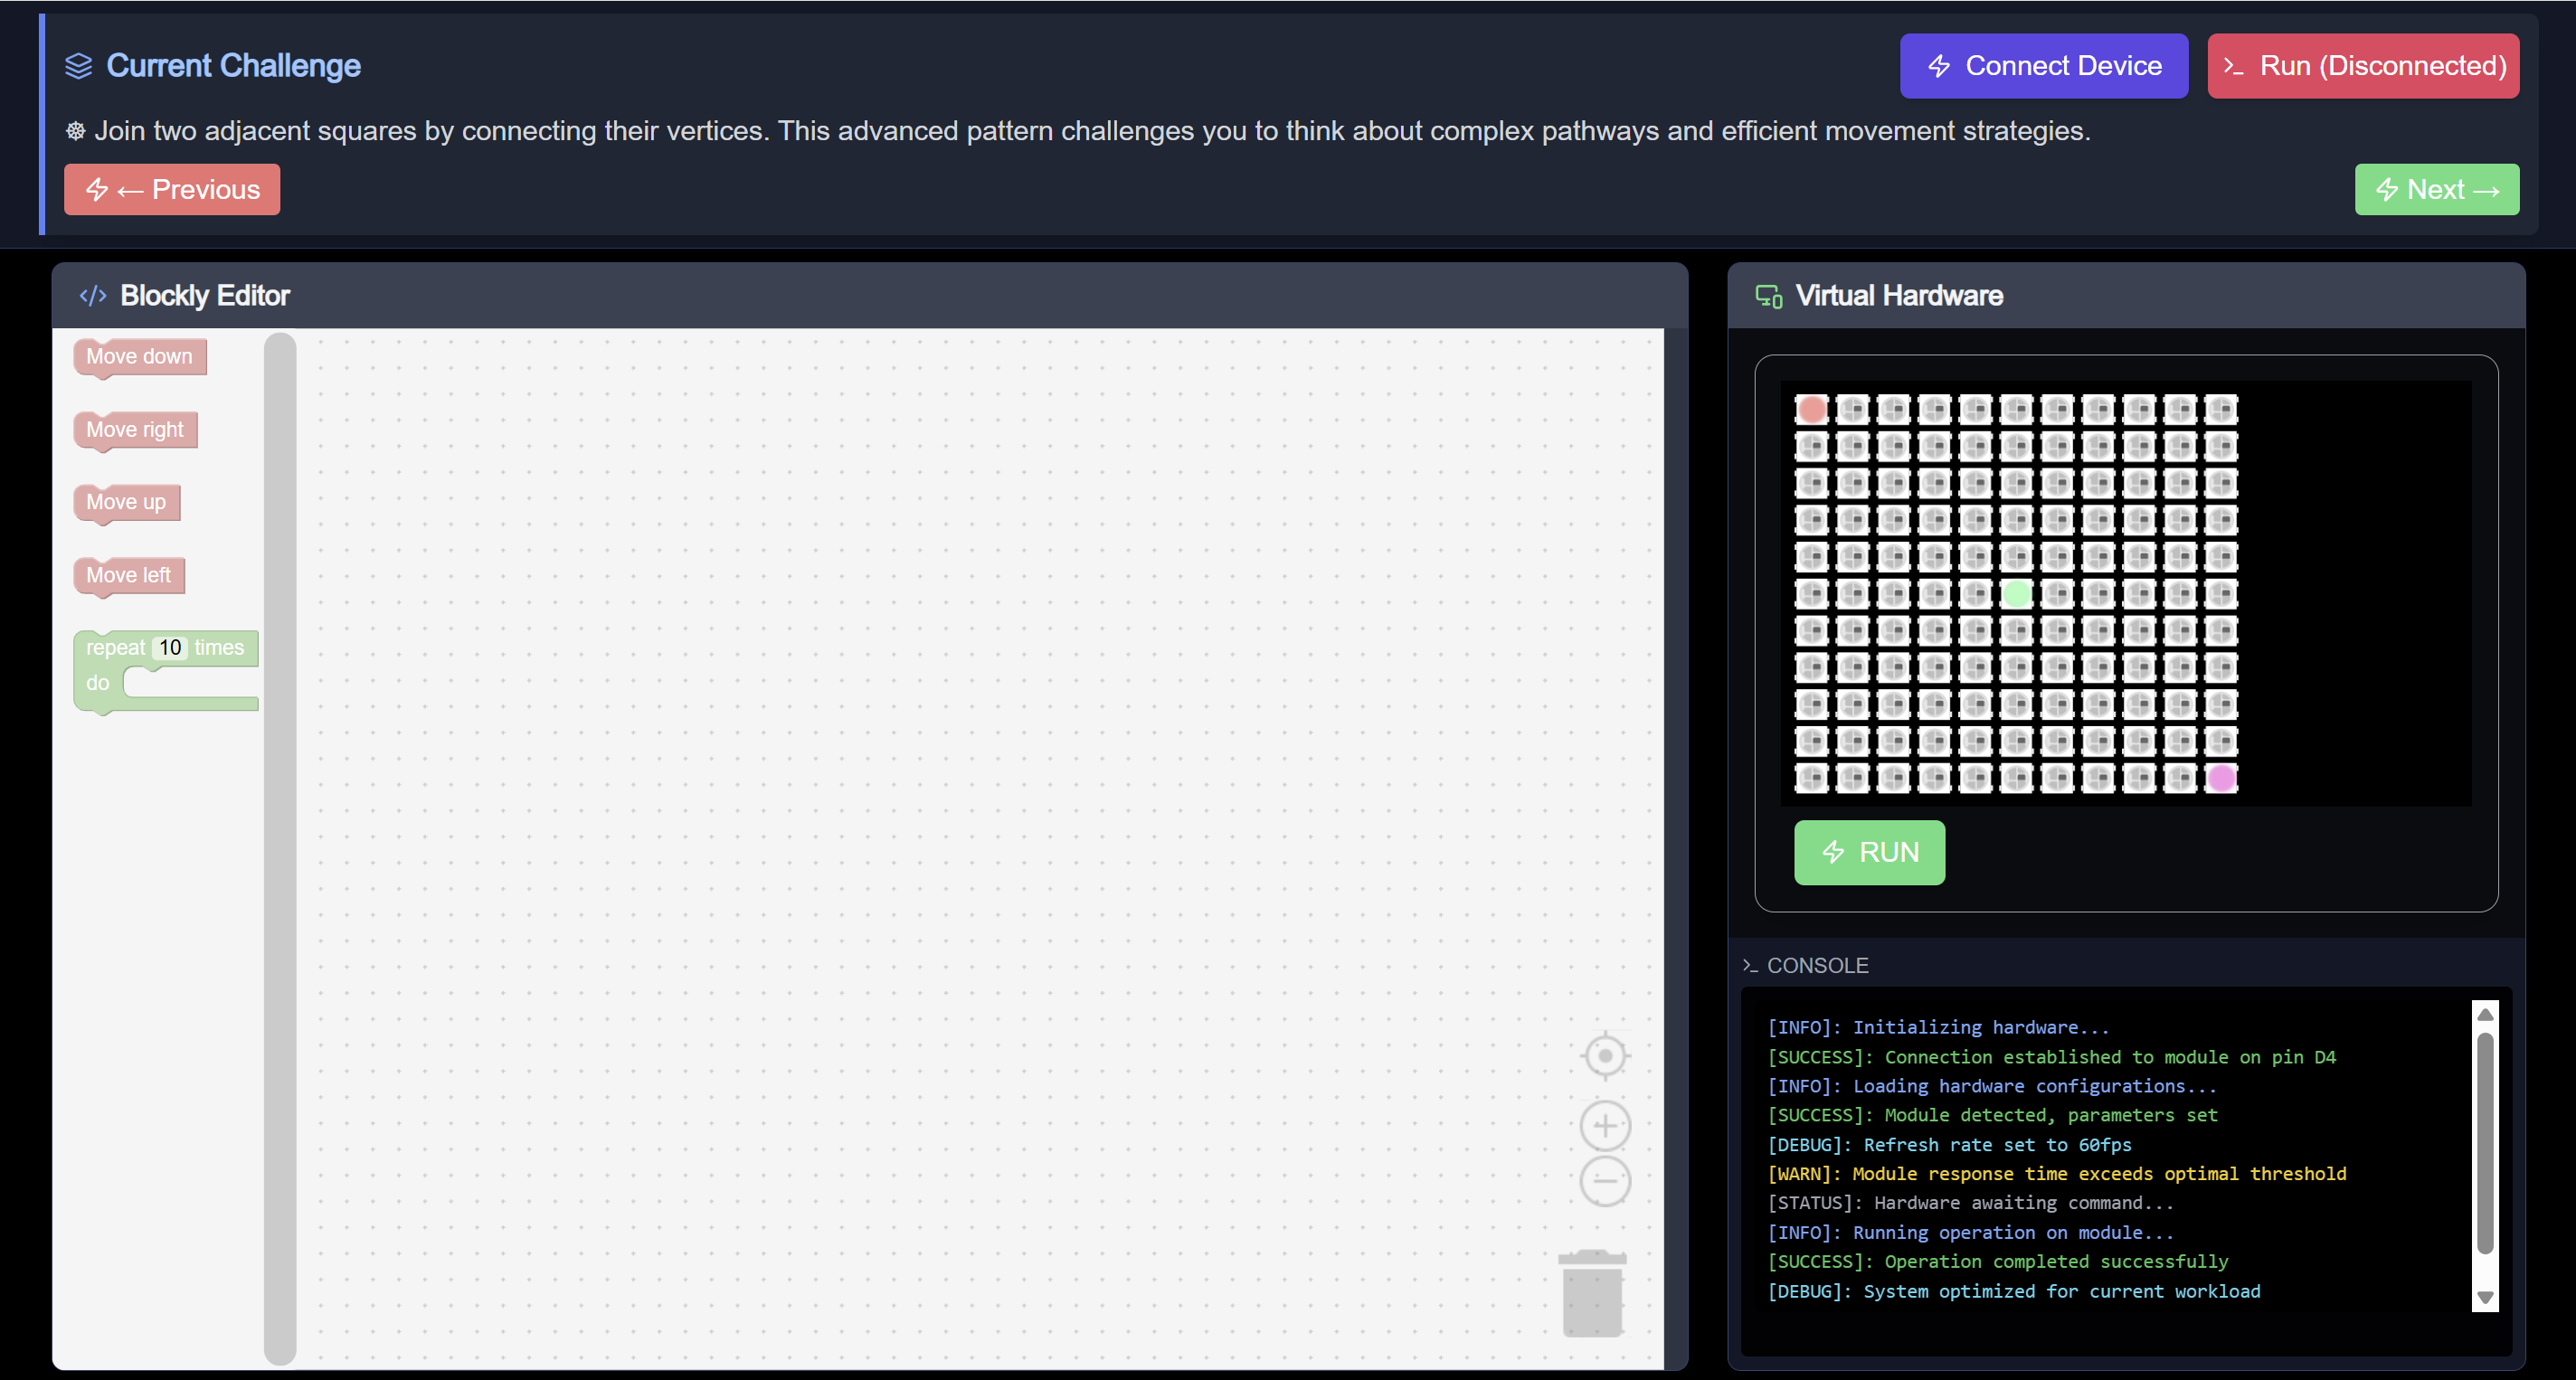 Current Challenge
Connect Device
Run (Disconnected)
☸ Join two adjacent squares by connecting their vertices. This advanced pattern challenges you to think about complex pathways and efficient movement strategies.
← Previous
Next →
</> Blockly Editor
Virtual Hardware
Move down
Move right
Move up
Move left
repeat 10 times
do
RUN
>_ CONSOLE
[INFO]: Initializing hardware...
[SUCCESS]: Connection established to module on pin D4
[INFO]: Loading hardware configurations...
[SUCCESS]: Module detected, parameters set
[DEBUG]: Refresh rate set to 60fps
[WARN]: Module response time exceeds optimal threshold
[STATUS]: Hardware awaiting command...
[INFO]: Running operation on module...
[SUCCESS]: Operation completed successfully
[DEBUG]: System optimized for current workload